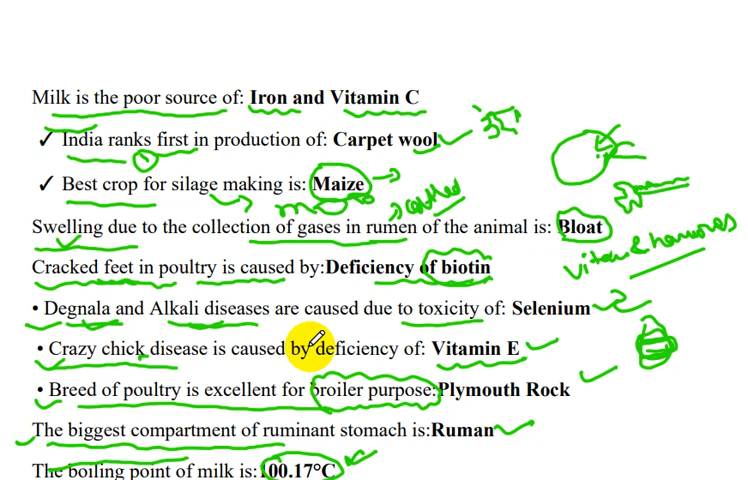 Milk is the poor source of: Iron and Vitamin C
✓ India ranks first in production of: Carpet wool
✓ Best crop for silage making is: Maize
Swelling due to the collection of gases in rumen of the animal is: Bloat
Cracked feet in poultry is caused by:Deficiency of biotin
• Degnala and Alkali diseases are caused due to toxicity of: Selenium
• Crazy chick disease is caused by deficiency of: Vitamin E
• Breed of poultry is excellent for broiler purpose:Plymouth Rock
The biggest compartment of ruminant stomach is:Ruman
The boiling point of milk is:100.17°C